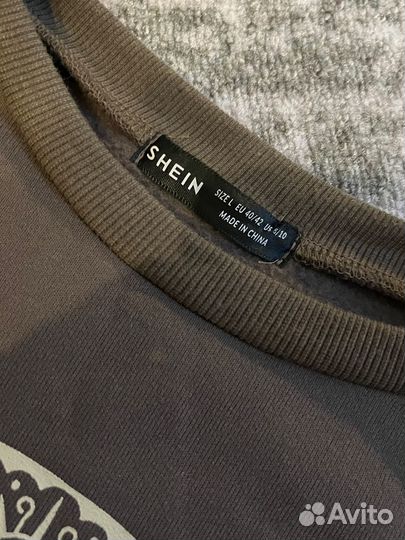 SHEIN
SIZE L EU 40/42 US 8/10
MADE IN CHINA
Avito